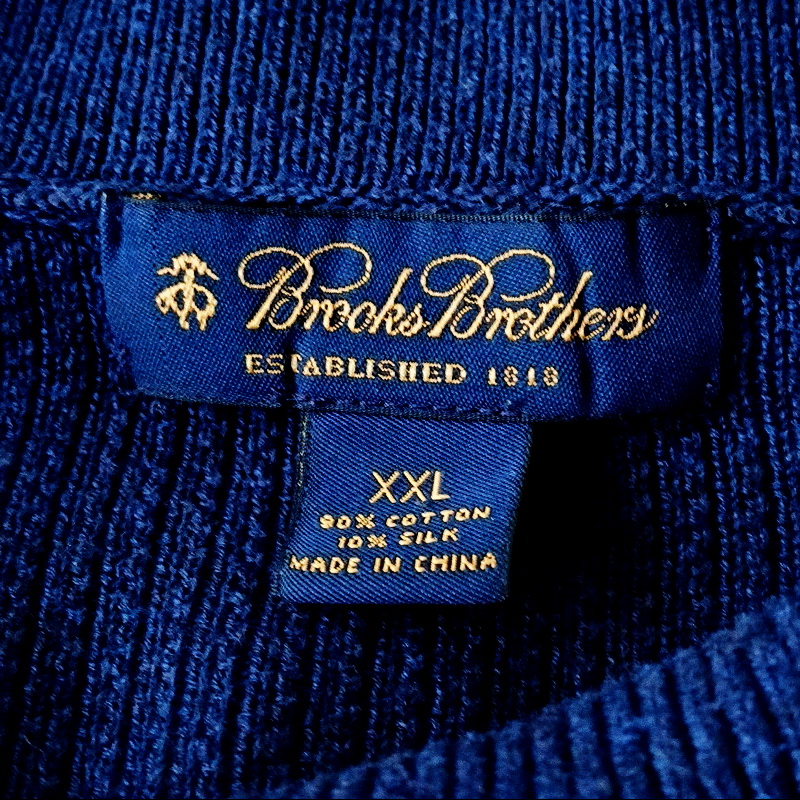 Brooks Brothers
ESTABLISHED 1818
XXL
90% COTTON
10% SILK
MADE IN CHINA